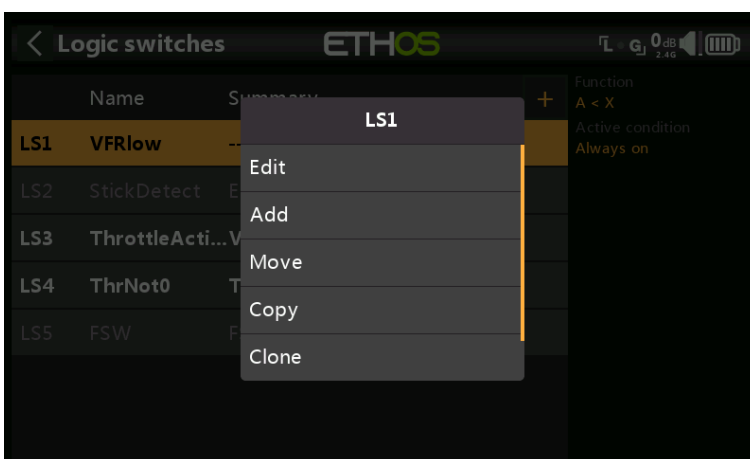 Logic switches
ETHOS
0dB
2.4G
Function
A < X
Active condition
Always on
Name Summary +
LS1 VFRlow --
LS2 StickDetect E
LS3 ThrottleActi...V
LS4 ThrNot0 T
LS5 FSW F
LS1
Edit
Add
Move
Copy
Clone